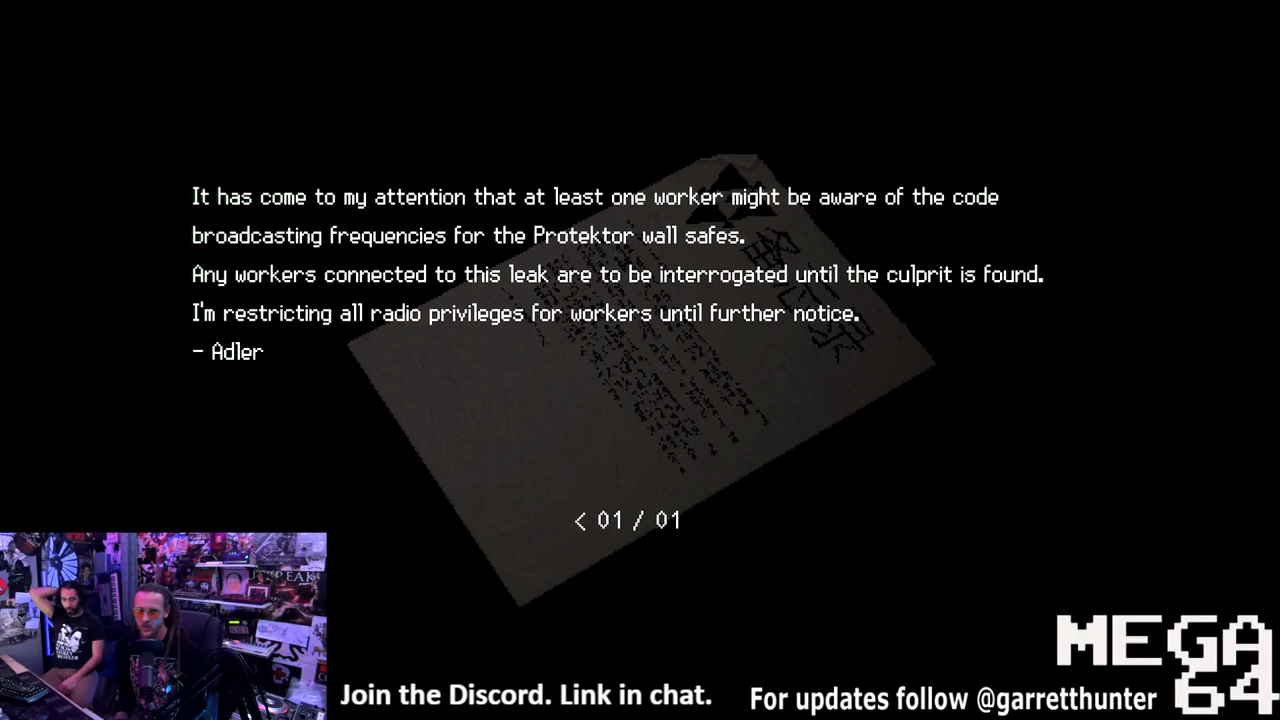 It has come to my attention that at least one worker might be aware of the code
broadcasting frequencies for the Protektor wall safes.
Any workers connected to this leak are to be interrogated until the culprit is found.
I'm restricting all radio privileges for workers until further notice.
- Adler
< 01 / 01
MEGA
64
Join the Discord. Link in chat.
For updates follow @garretthunter